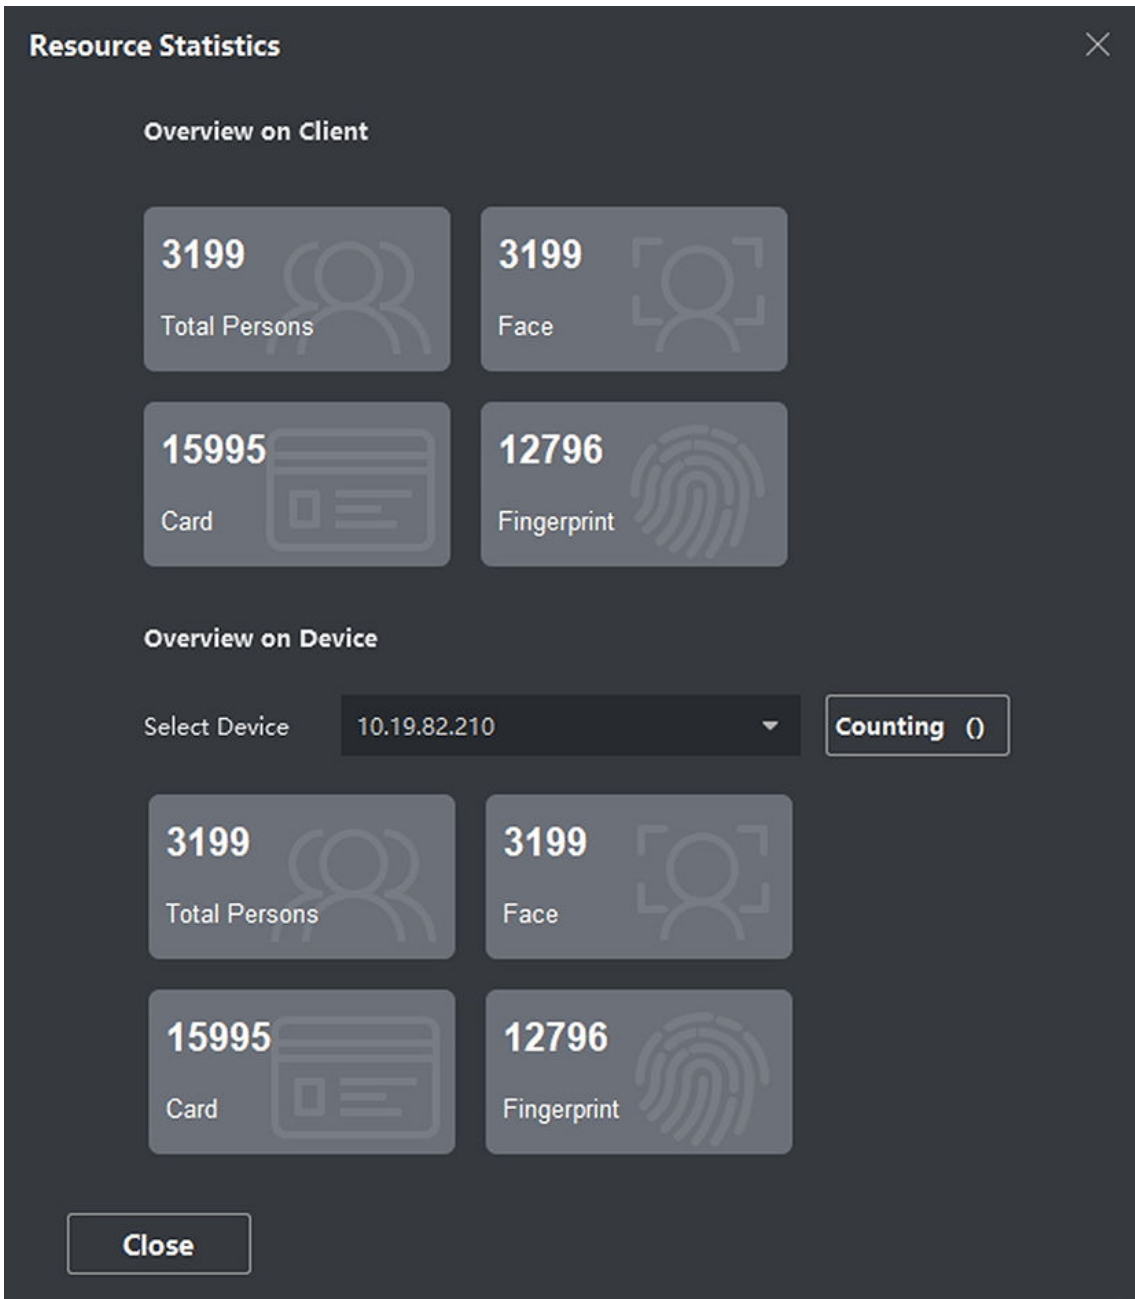 Resource Statistics
Overview on Client
3199
Total Persons
3199
Face
15995
Card
12796
Fingerprint
Overview on Device
Select Device 10.19.82.210 Counting ()
3199
Total Persons
3199
Face
15995
Card
12796
Fingerprint
Close